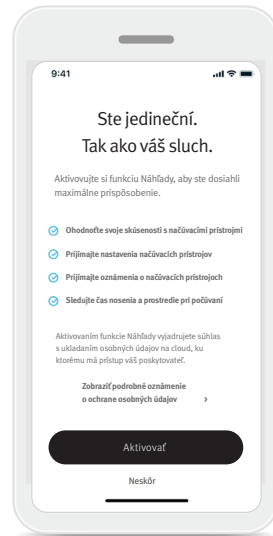 9:41
Ste jedineční.
Tak ako váš sluch.
Aktivovujte si funkciu Náhľady, aby ste dosiahli
maximálne prispôsobenie.
Ohodnoťte svoje skúsenosti s načúvacími prístrojmi
Prijímajte nastavenia načúvacích prístrojov
Prijímajte oznámenia o načúvacích prístrojoch
Sledujte čas nosenia a prostredie pri počúvaní
Aktivovaním funkcie Náhľady vyjadrujete súhlas
s ukladaním osobných údajov na cloud, ku
ktorému má prístup váš poskytovateľ.
Zobraziť podrobné oznámenie
o ochrane osobných údajov
Aktivovať
Neskôr